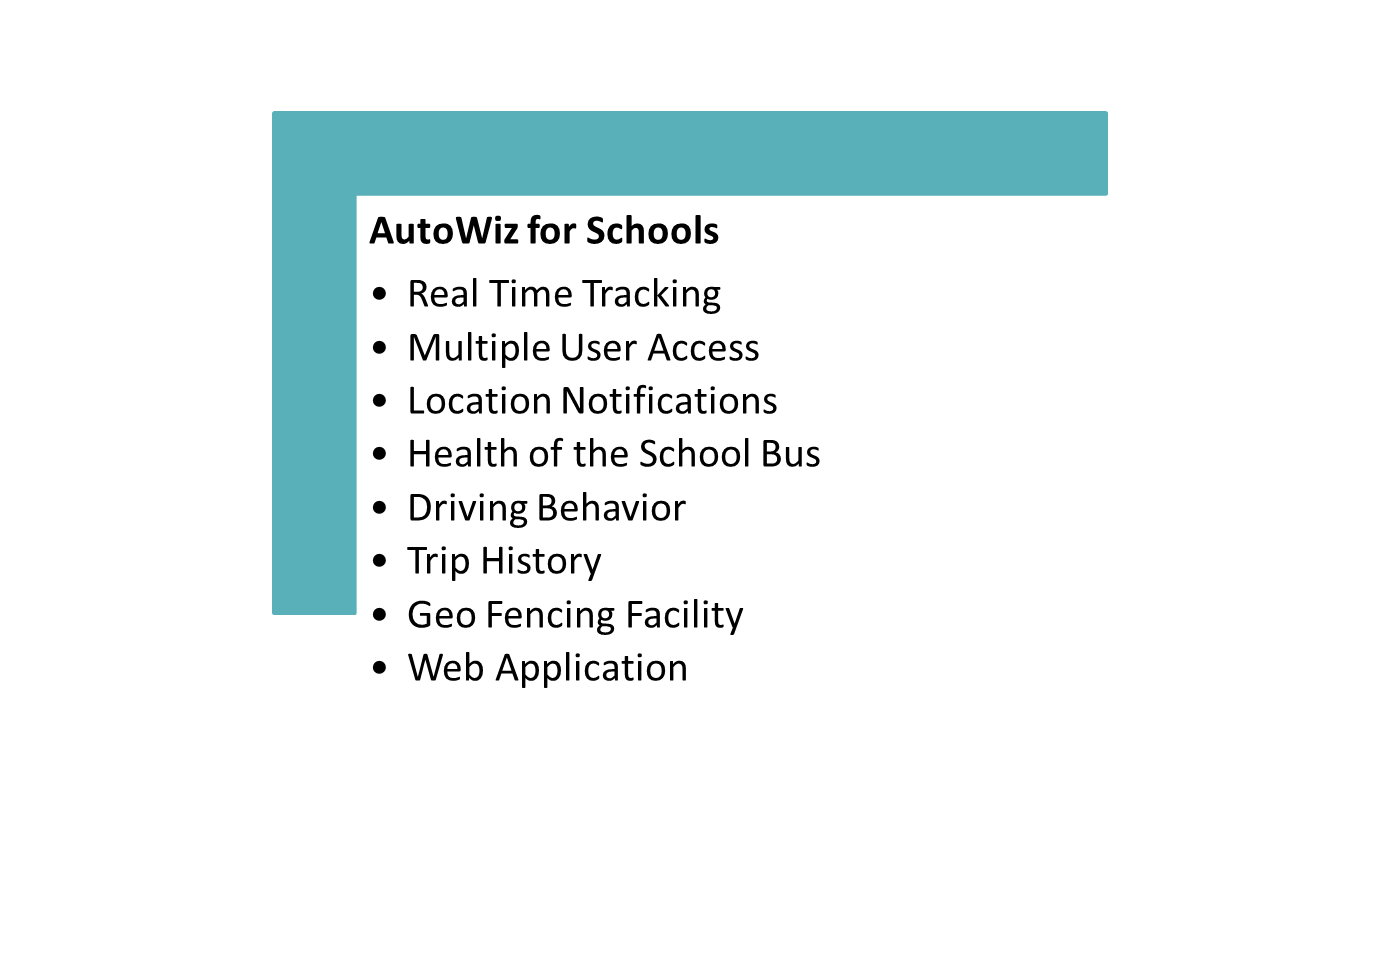 AutoWiz for Schools
• Real Time Tracking
• Multiple User Access
• Location Notifications
• Health of the School Bus
• Driving Behavior
• Trip History
• Geo Fencing Facility
• Web Application